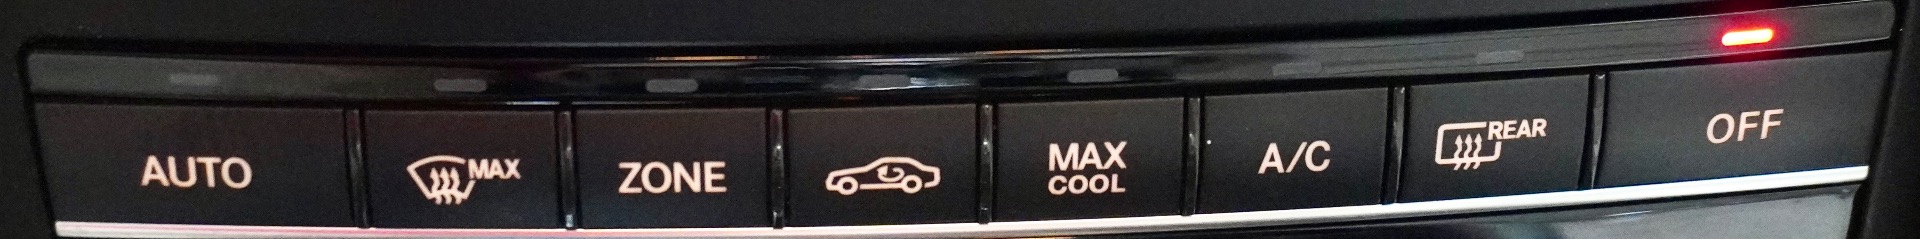 AUTO
MAX
ZONE
MAX
COOL
A/C
REAR
OFF